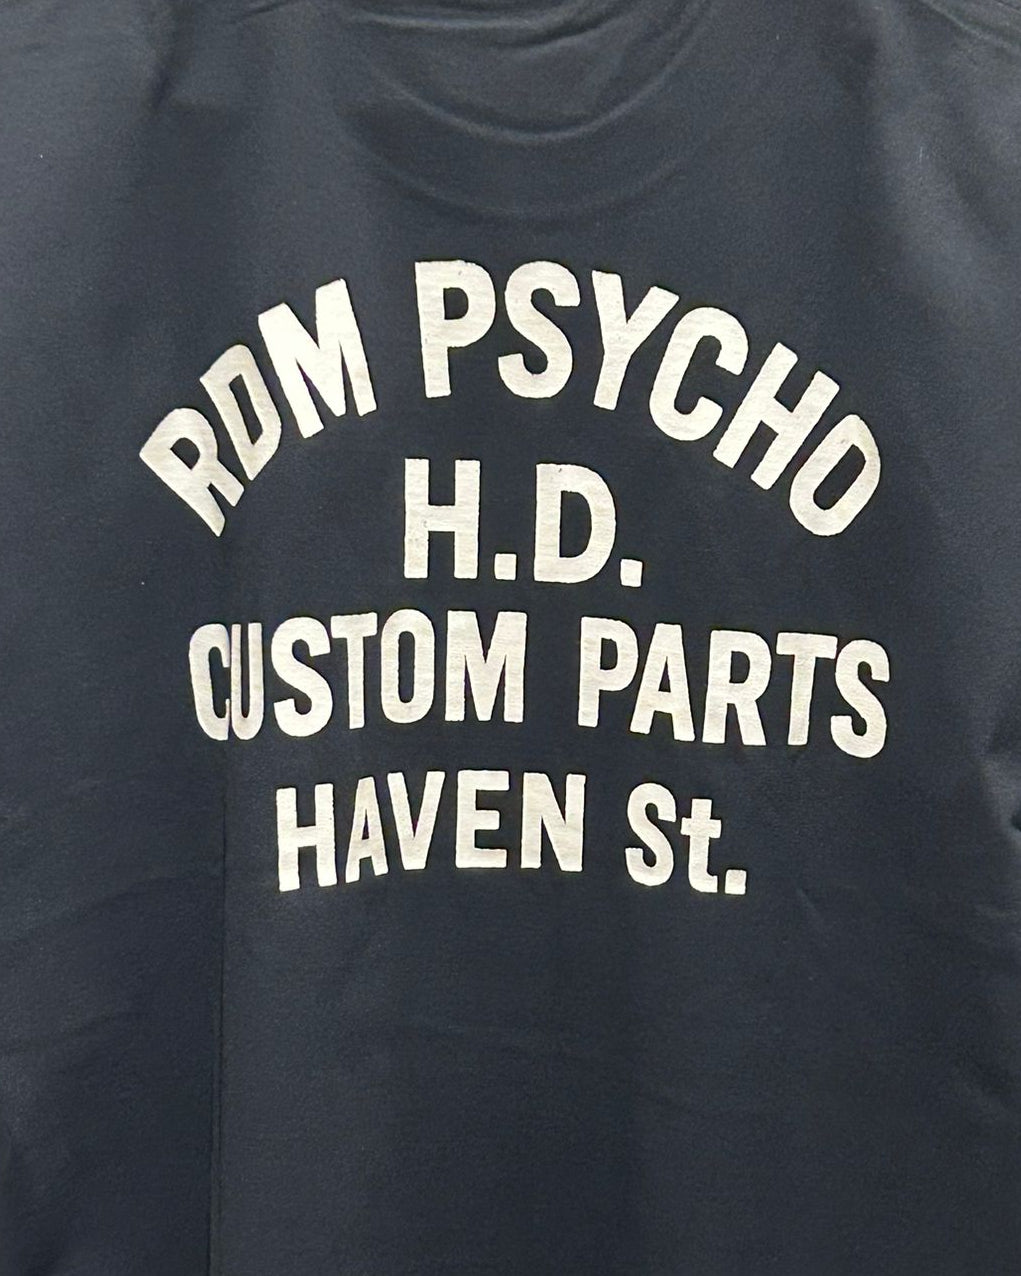 RDM PSYCHO
H.D.
CUSTOM PARTS
HAVEN St.